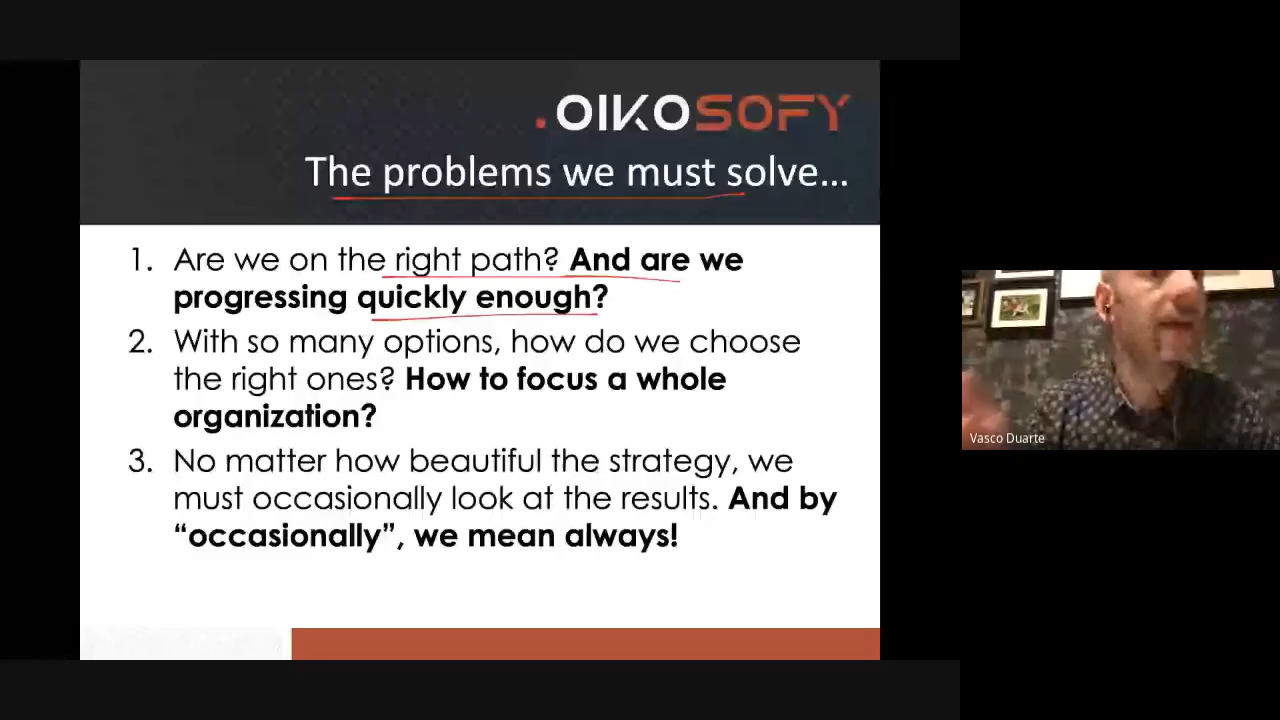 .OIKOSOFY
The problems we must solve...
1. Are we on the right path? And are we
progressing quickly enough?
2. With so many options, how do we choose
the right ones? How to focus a whole
organization?
3. No matter how beautiful the strategy, we
must occasionally look at the results. And by
“occasionally”, we mean always!
Vasco Duarte